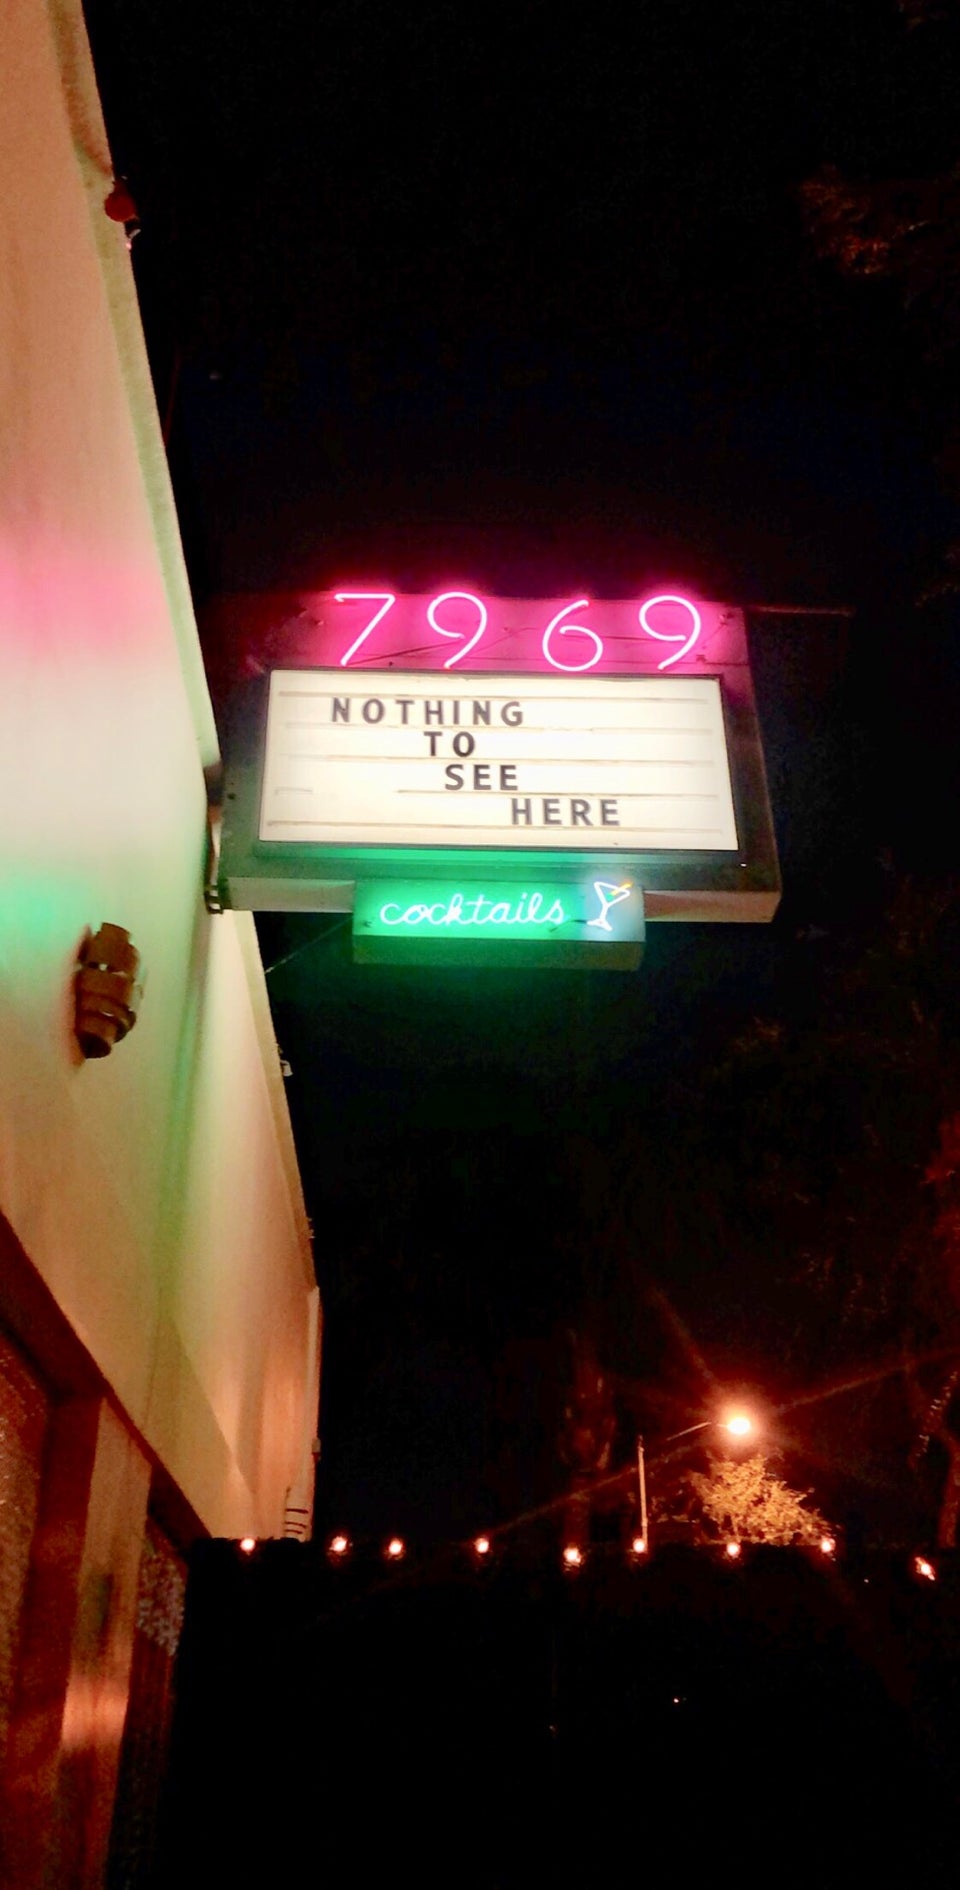 7969
NOTHING
TO
SEE
HERE
cocktails